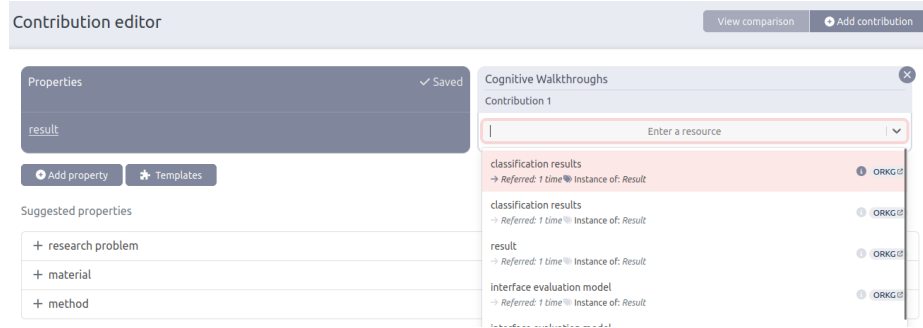 Contribution editor
View comparison
Add contribution
Properties
Saved
result
Add property
Templates
Suggested properties
+ research problem
+ material
+ method
Cognitive Walkthroughs
Contribution 1
Enter a resource
classification results
→ Referred: 1 time Instance of: Result
ORKG
classification results
→ Referred: 1 time Instance of: Result
ORKG
result
→ Referred: 1 time Instance of: Result
ORKG
interface evaluation model
→ Referred: 1 time Instance of: Result
ORKG
interface evaluation model